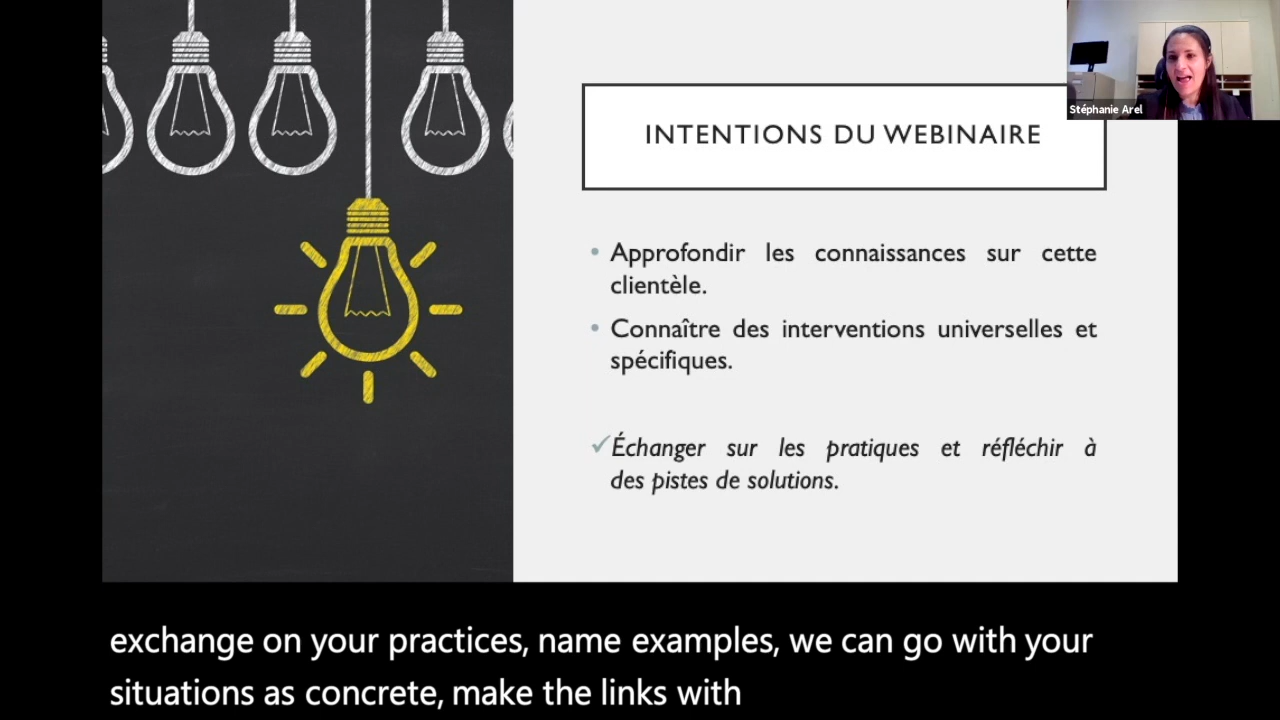 Stéphanie Arel
INTENTIONS DU WEBINAIRE
• Approfondir les connaissances sur cette
clientèle.
• Connaître des interventions universelles et
spécifiques.
✓Échanger sur les pratiques et réfléchir à
des pistes de solutions.
exchange on your practices, name examples, we can go with your
situations as concrete, make the links with